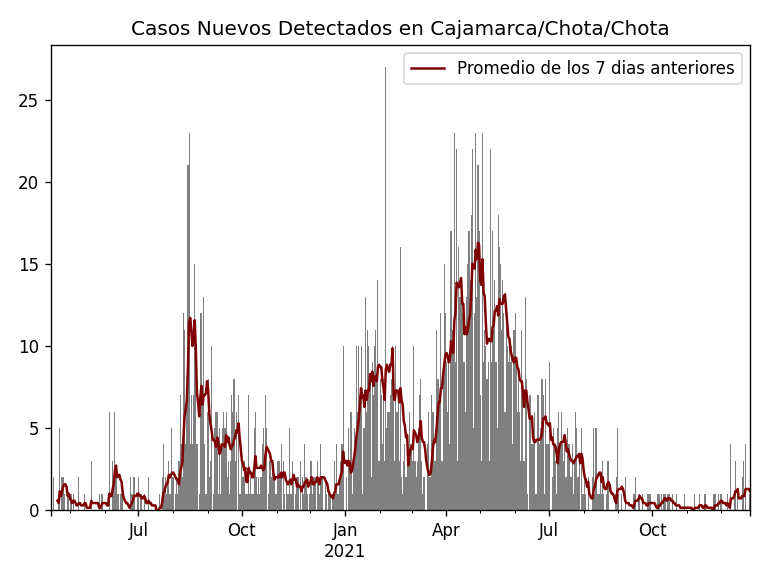 Casos Nuevos Detectados en Cajamarca/Chota/Chota
Promedio de los 7 dias anteriores
25
20
15
10
5
0
Jul
Oct
Jan
2021
Apr
Jul
Oct